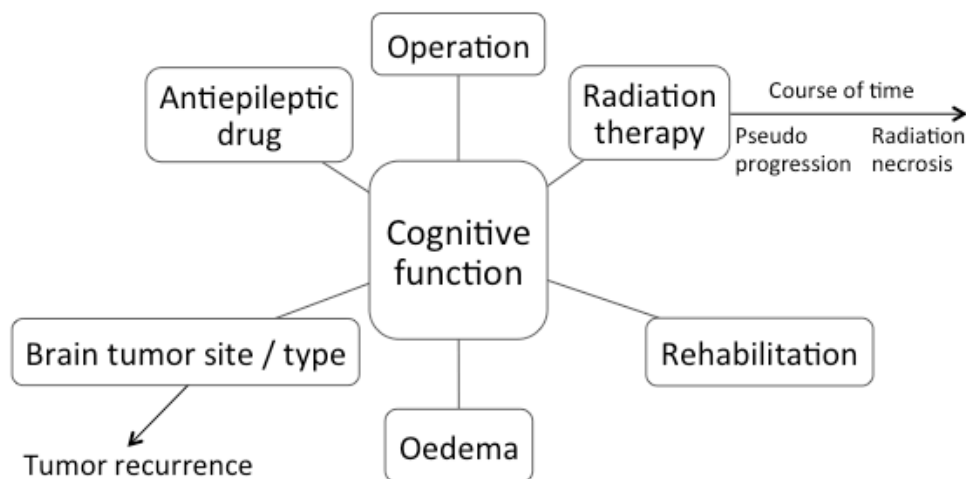 Operation
Antiepileptic
drug
Radiation
therapy
Course of time
Pseudo
progression
Radiation
necrosis
Cognitive
function
Brain tumor site / type
Rehabilitation
Oedema
Tumor recurrence